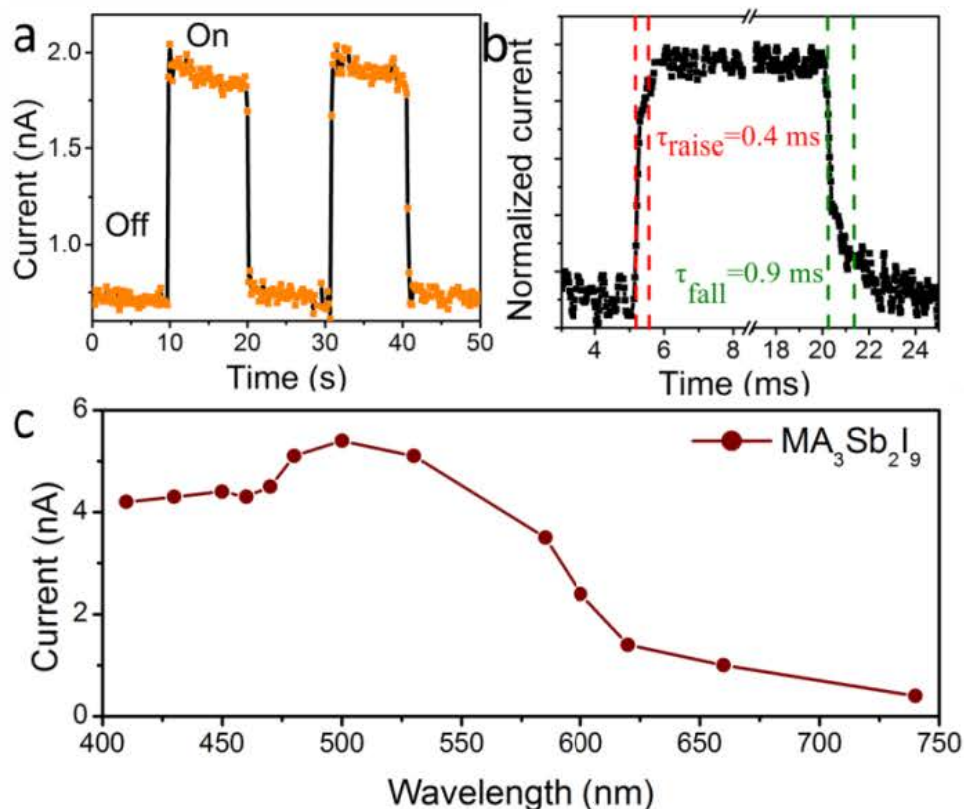 a
On
Off
2.0
1.5
1.0
Current (nA)
0 10 20 30 40 50
Time (s)
b
Normalized current
τraise=0.4 ms
τfall=0.9 ms
4 6 8 18 20 22 24
Time (ms)
c
MA₃Sb₂I₉
6
4
2
0
Current (nA)
400 450 500 550 600 650 700 750
Wavelength (nm)